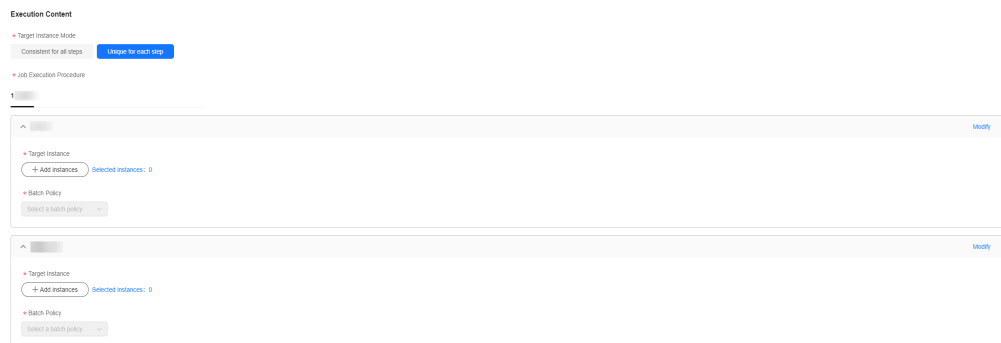 Execution Content
* Target Instance Mode
Consistent for all steps Unique for each step
* Job Execution Procedure
1
Modify
* Target Instance
+ Add instances Selected instances: 0
* Batch Policy
Select a batch policy
Modify
* Target Instance
+ Add instances Selected instances: 0
* Batch Policy
Select a batch policy